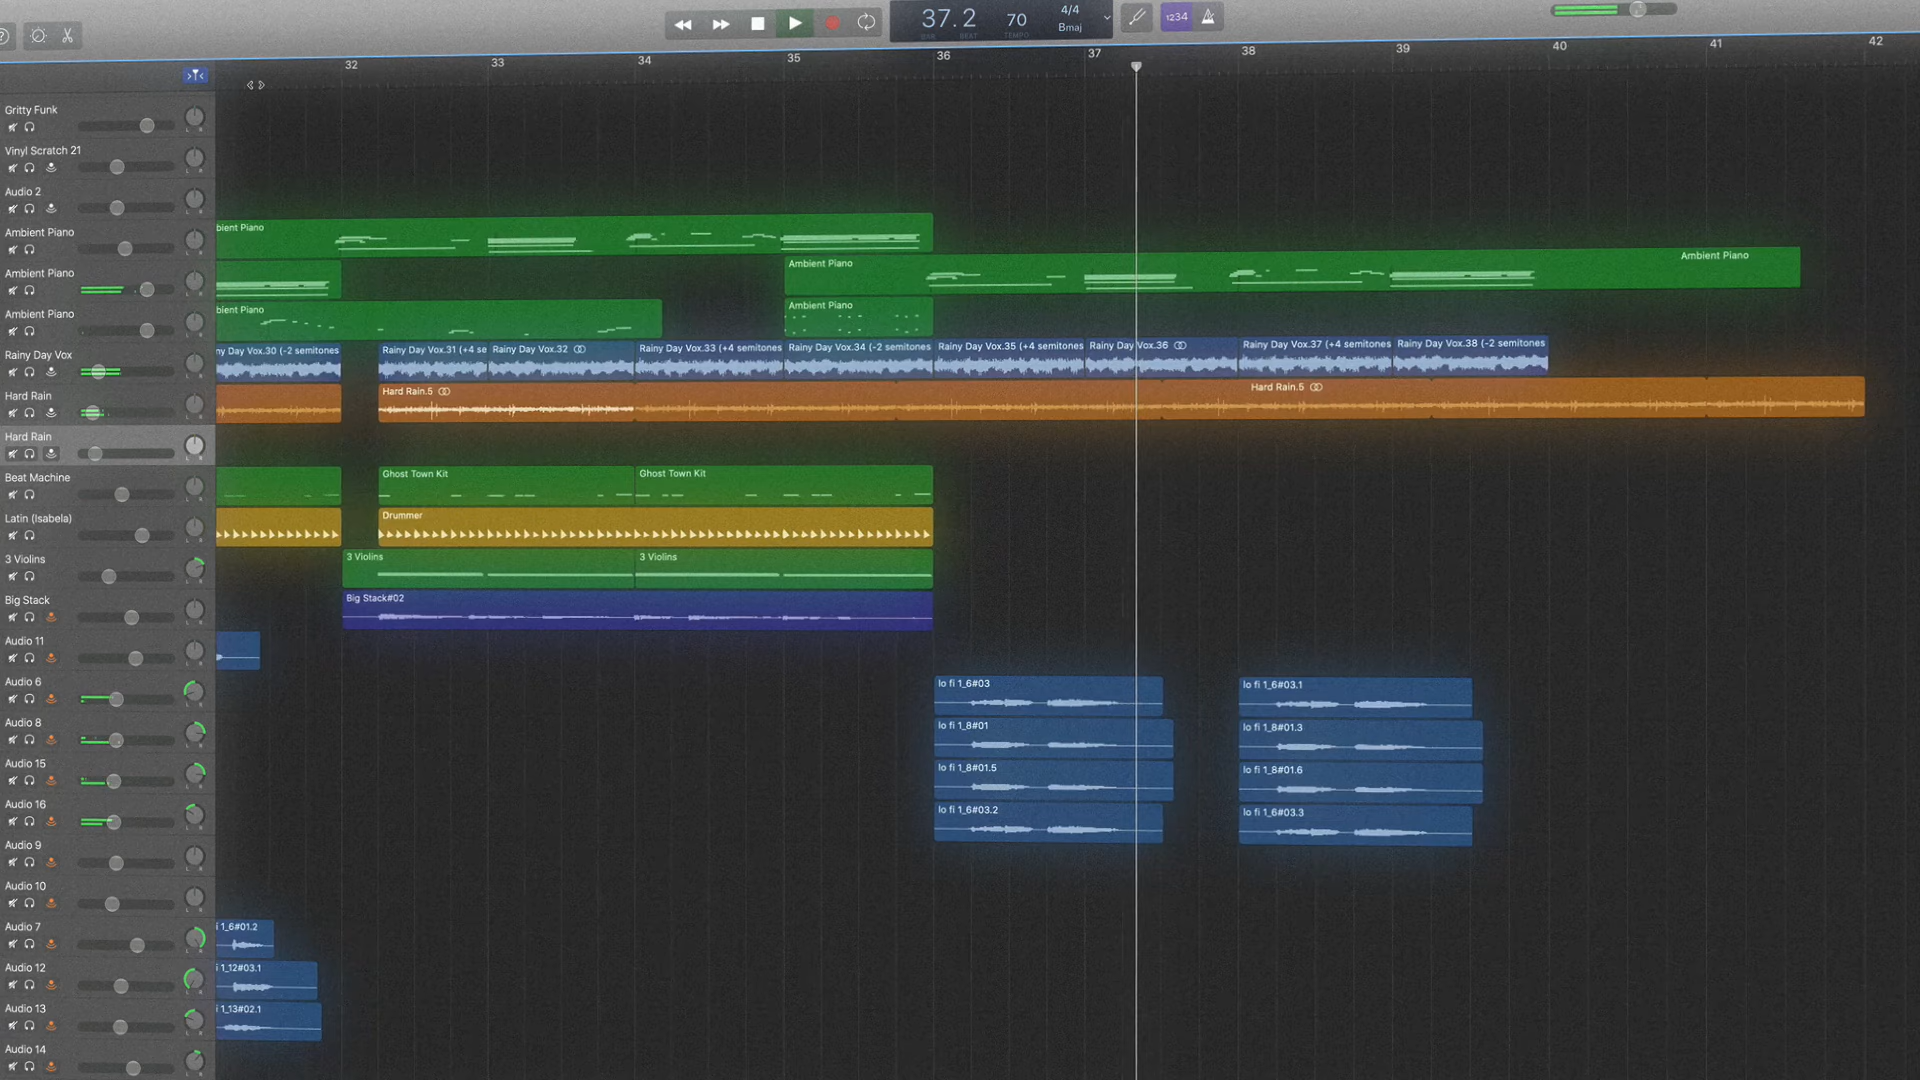 37.2
BAR
BEAT
70
TEMPO
4/4
Bmaj
1234
32
33
34
35
36
37
38
39
40
41
42
Gritty Funk
Vinyl Scratch 21
Audio 2
Ambient Piano
bient Piano
Ambient Piano
Ambient Piano
Ambient Piano
Ambient Piano
bient Piano
Ambient Piano
Rainy Day Vox
ny Day Vox.30 (-2 semitones
Rainy Day Vox.31 (+4 se
Rainy Day Vox.32
Rainy Day Vox.33 (+4 semitones
Rainy Day Vox.34 (-2 semitones
Rainy Day Vox.35 (+4 semitones
Rainy Day Vox.36
Rainy Day Vox.37 (+4 semitones
Rainy Day Vox.38 (-2 semitones
Hard Rain
Hard Rain.5
Hard Rain.5
Hard Rain
Beat Machine
Ghost Town Kit
Ghost Town Kit
Latin (Isabela)
Drummer
3 Violins
3 Violins
3 Violins
Big Stack
Big Stack#02
Audio 11
Audio 6
lo fi 1_6#03
lo fi 1_6#03.1
Audio 8
lo fi 1_8#01
lo fi 1_8#01.3
Audio 15
lo fi 1_8#01.5
lo fi 1_8#01.6
Audio 16
lo fi 1_6#03.2
lo fi 1_6#03.3
Audio 9
Audio 10
Audio 7
i 1_6#01.2
Audio 12
i 1_12#03.1
Audio 13
i 1_13#02.1
Audio 14